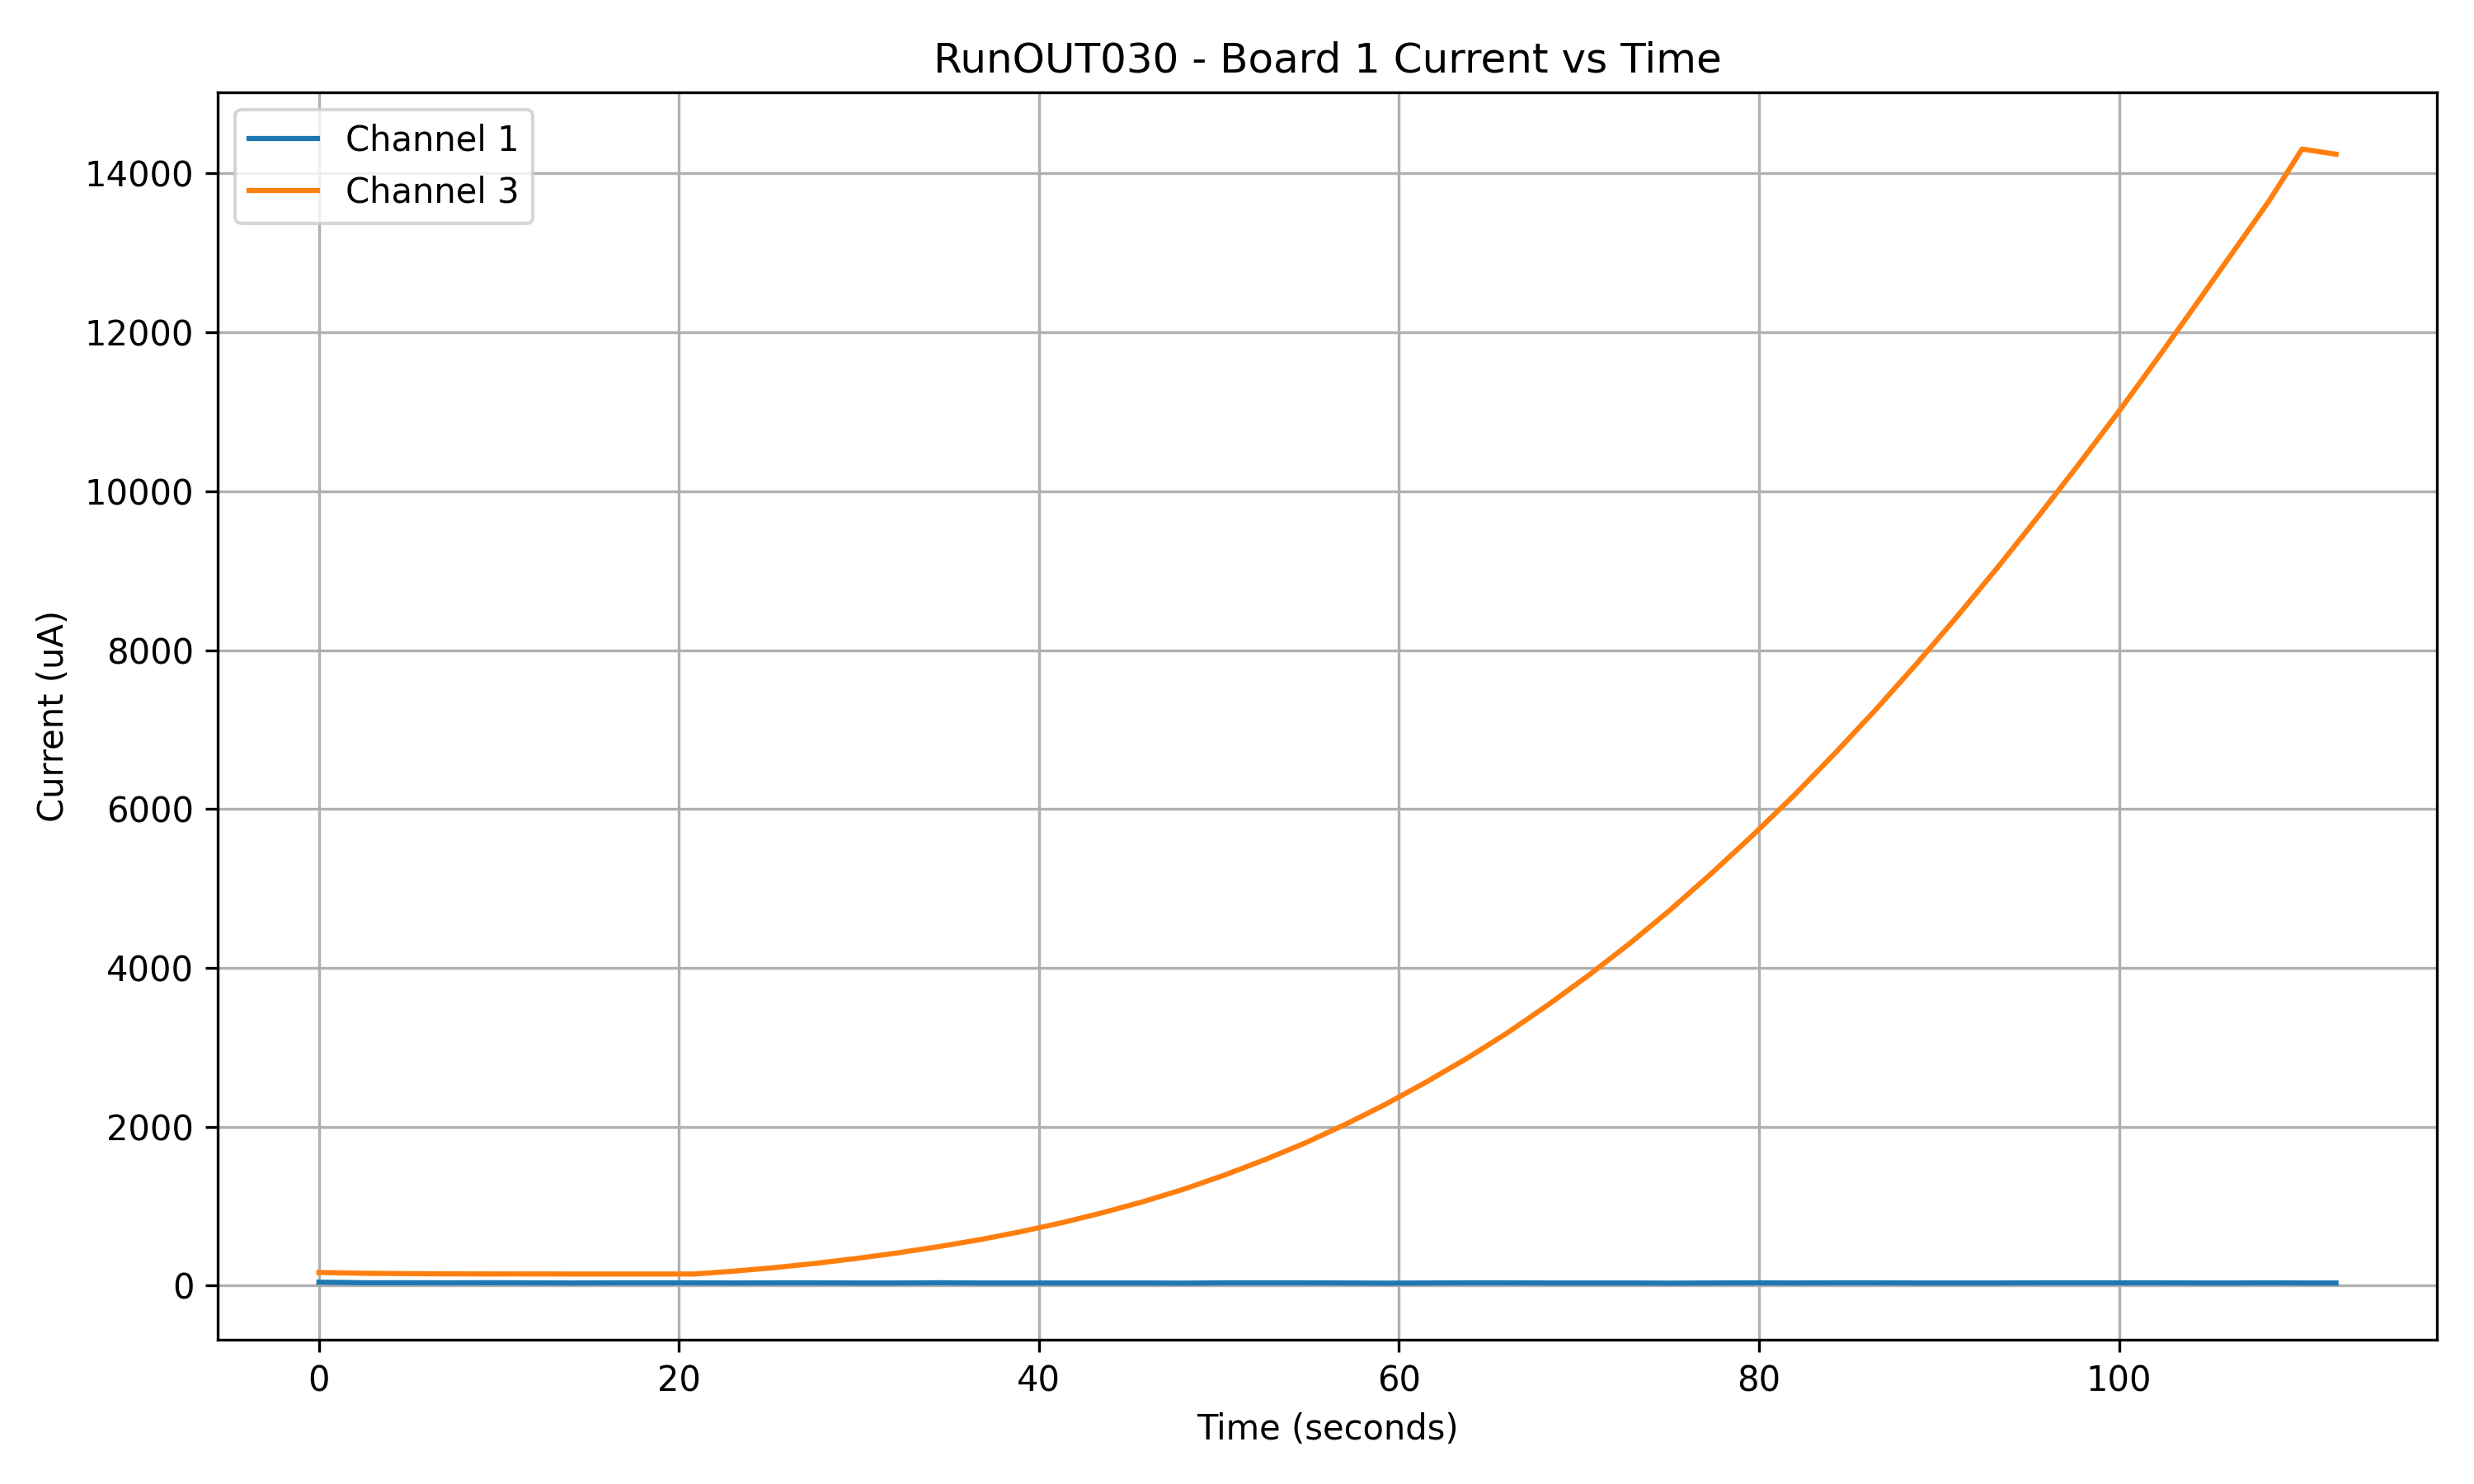 RunOUT030 - Board 1 Current vs Time
Channel 1
Channel 3
14000
12000
10000
8000
6000
4000
2000
0
Current (uA)
0 20 40 60 80 100
Time (seconds)